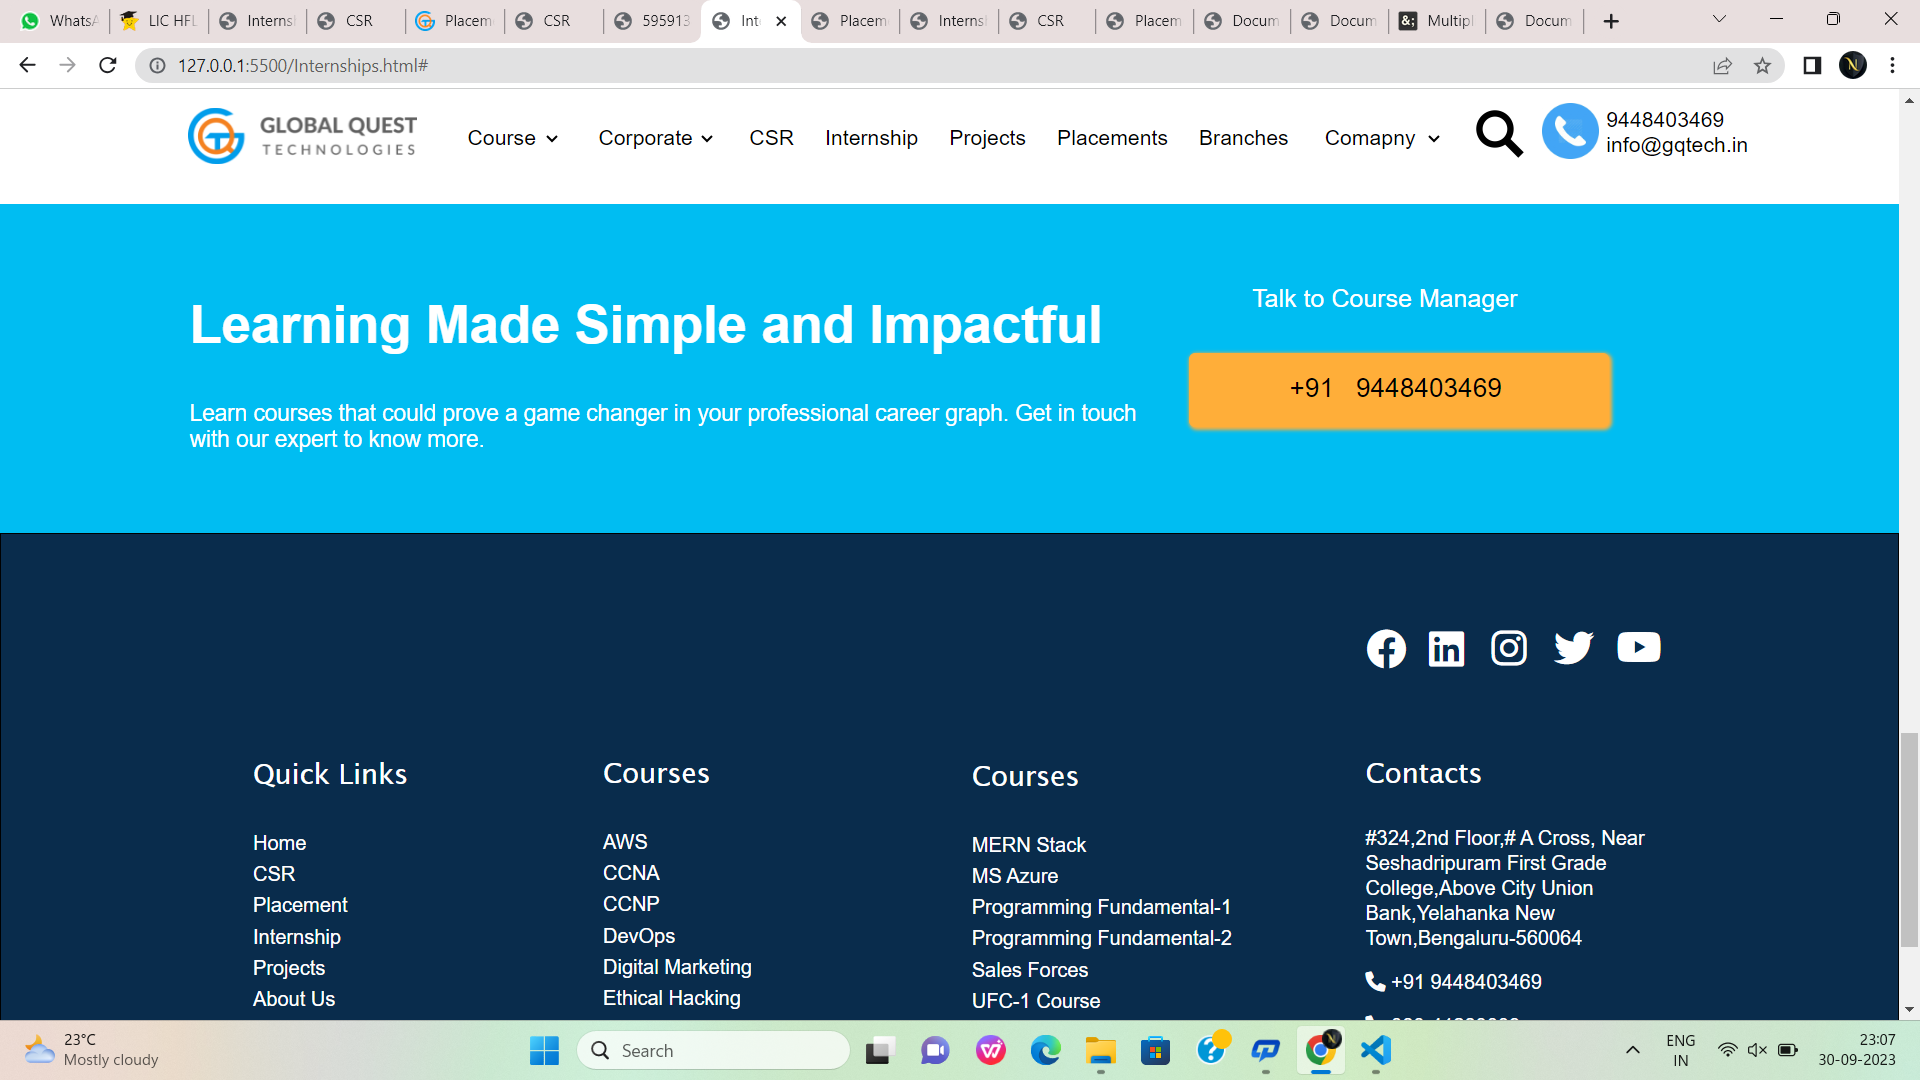 WhatsA
LIC HFL
Interns
CSR
Placem
CSR
595913
Int
Placem
Internsl
CSR
Placem
Docum
Docum
Multipl
Docum
127.0.0.1:5500/Internships.html#
GLOBAL QUEST
TECHNOLOGIES
Course
Corporate
CSR
Internship
Projects
Placements
Branches
Comapny
9448403469
info@gqtech.in
Learning Made Simple and Impactful
Learn courses that could prove a game changer in your professional career graph. Get in touch
with our expert to know more.
Talk to Course Manager
+91 9448403469
Quick Links
Home
CSR
Placement
Internship
Projects
About Us
Courses
AWS
CCNA
CCNP
DevOps
Digital Marketing
Ethical Hacking
Courses
MERN Stack
MS Azure
Programming Fundamental-1
Programming Fundamental-2
Sales Forces
UFC-1 Course
Contacts
#324,2nd Floor,# A Cross, Near
Seshadripuram First Grade
College,Above City Union
Bank,Yelahanka New
Town,Bengaluru-560064
+91 9448403469
23°C
Mostly cloudy
Search
ENG
IN
23:07
30-09-2023